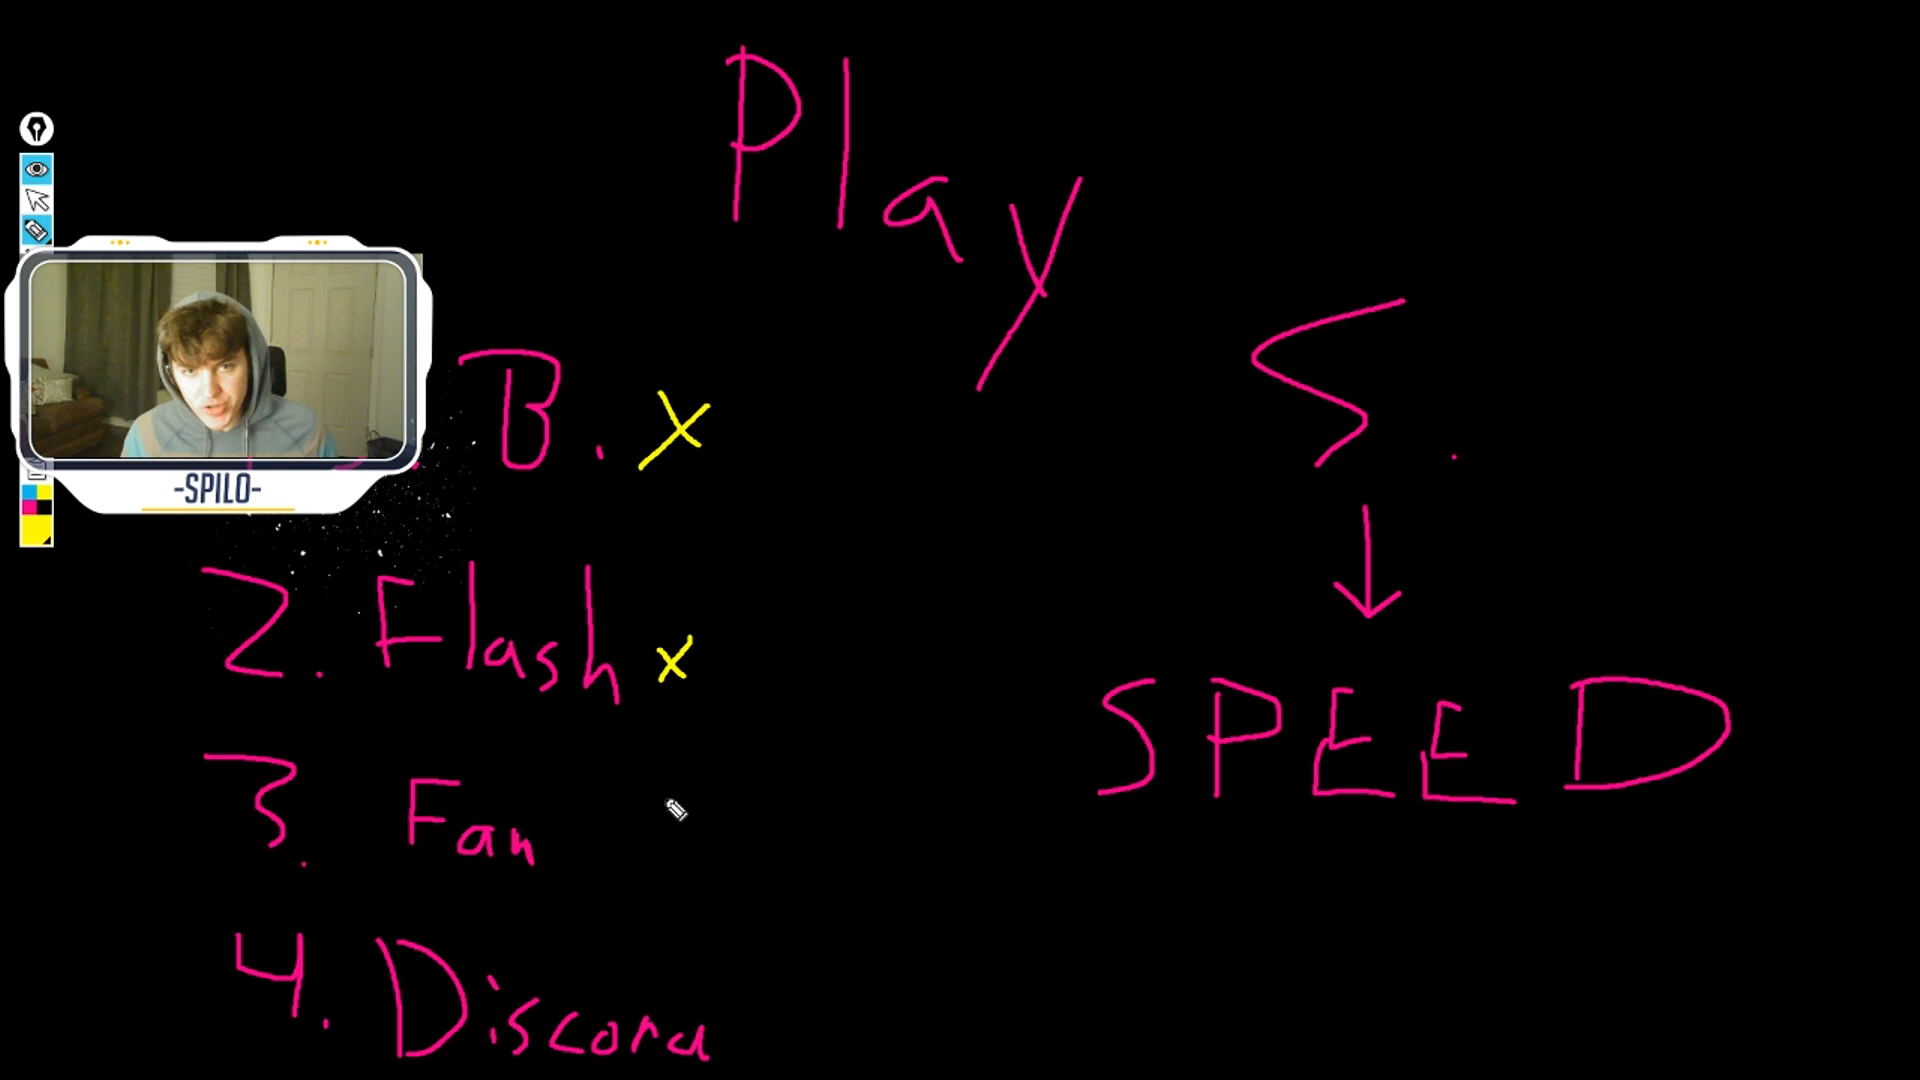 Play
S.
B. X
-SPILO-
2. Flash X
SPEED
3. Fan
4. Discord